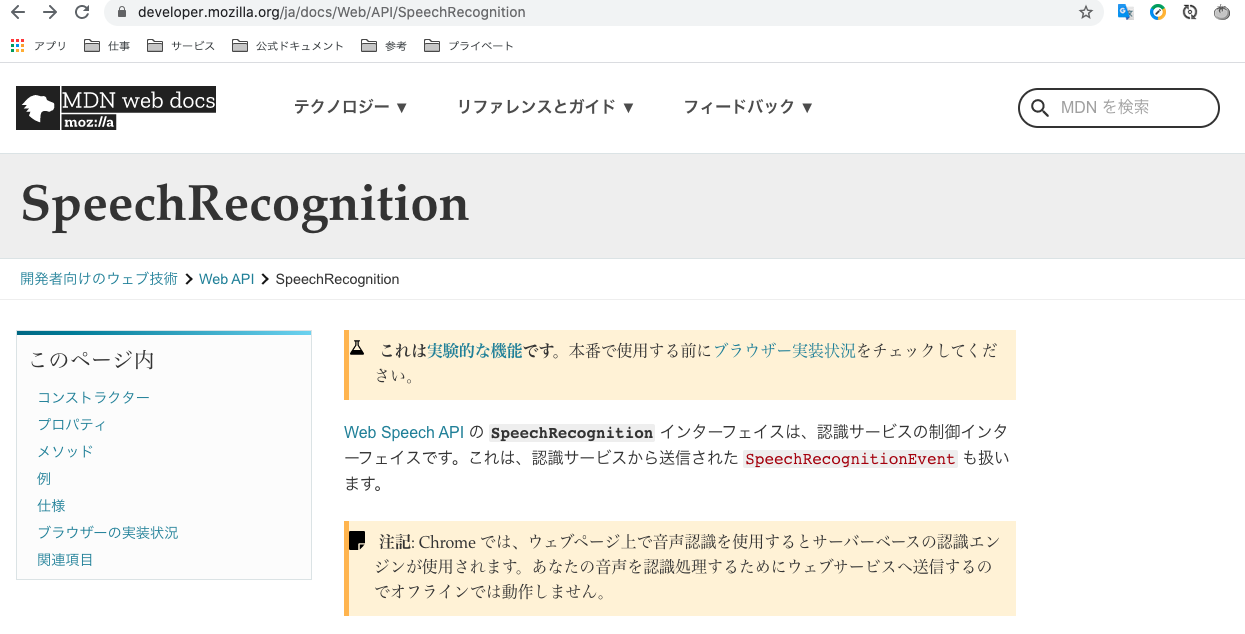 developer.mozilla.org/ja/docs/Web/API/SpeechRecognition
アプリ 仕事 サービス 公式ドキュメント 参考 プライベート
MDN web docs
moz://a
テクノロジー ▼ リファレンスとガイド ▼ フィードバック ▼
MDN を検索
SpeechRecognition
開発者向けのウェブ技術 > Web API > SpeechRecognition
このページ内
コンストラクター
プロパティ
メソッド
例
仕様
ブラウザーの実装状況
関連項目
これは実験的な機能です。本番で使用する前にブラウザー実装状況をチェックしてくだ
さい。
Web Speech API の SpeechRecognition インターフェイスは、認識サービスの制御インタ
ーフェイスです。これは、認識サービスから送信された SpeechRecognitionEvent も扱い
ます。
注記: Chrome では、ウェブページ上で音声認識を使用するとサーバーベースの認識エン
ジンが使用されます。あなたの音声を認識処理するためにウェブサービスへ送信するの
でオフラインでは動作しません。